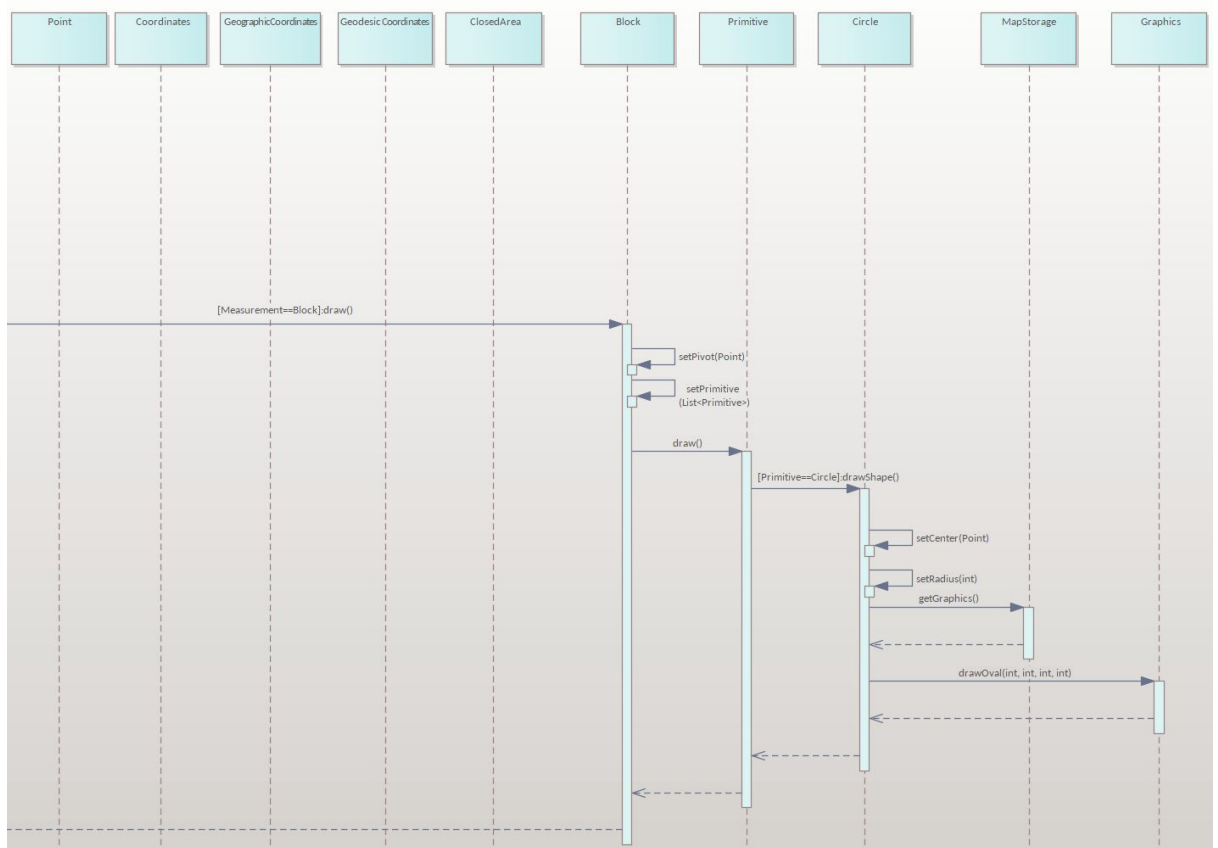 Point
Coordinates
GeographicCoordinates
Geodesic Coordinates
ClosedArea
Block
Primitive
Circle
MapStorage
Graphics
[Measurement==Block]:draw()
setPivot(Point)
setPrimitive
(List<Primitive>)
draw()
[Primitive==Circle]:drawShape()
setCenter(Point)
setRadius(int)
getGraphics()
drawOval(int, int, int, int)